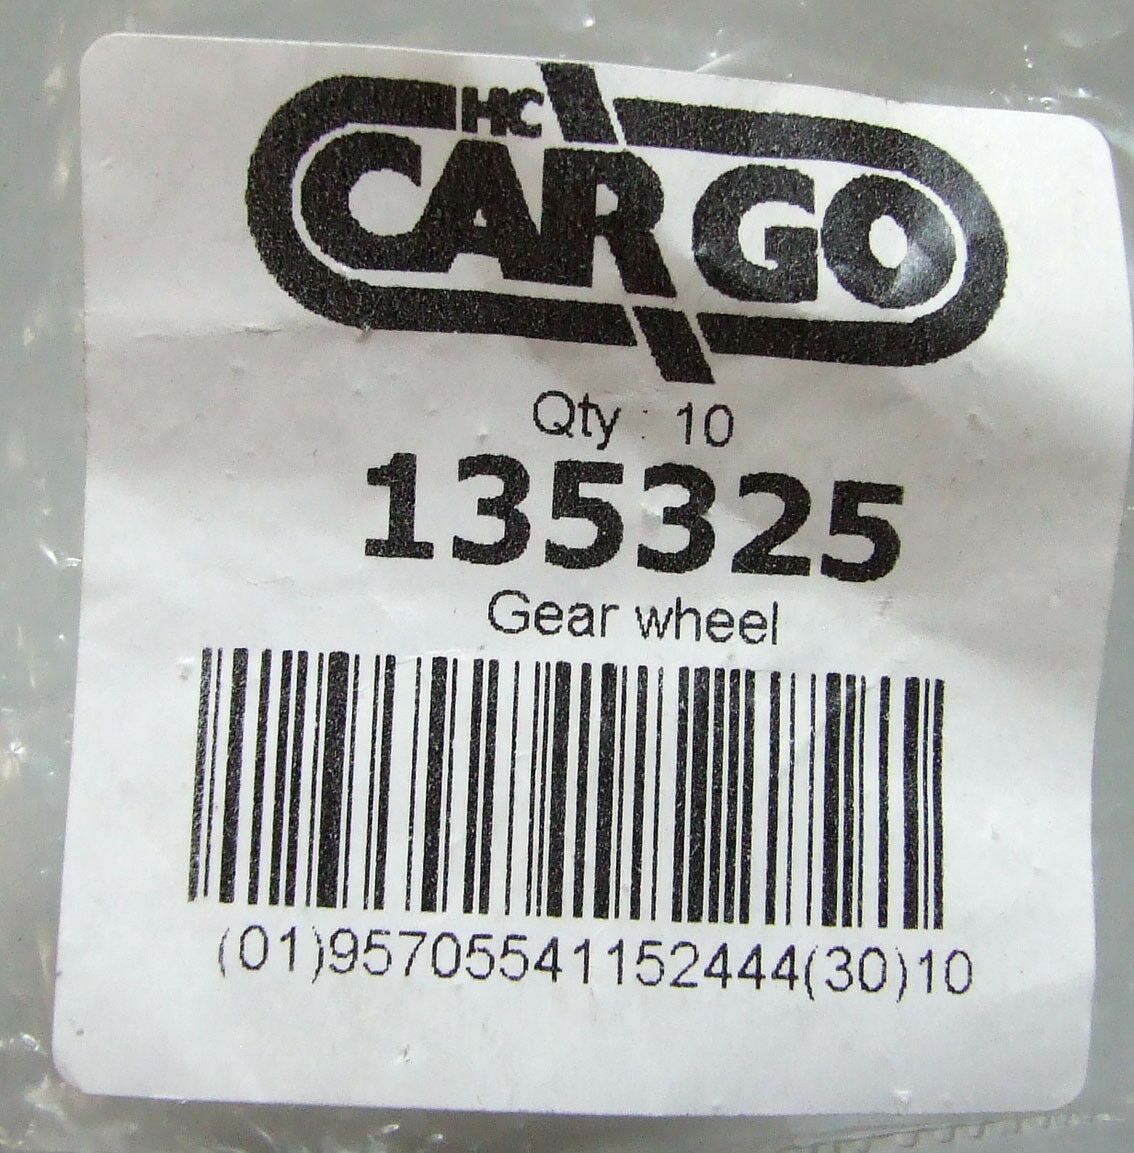 HC
CARGO
Qty : 10
135325
Gear wheel
(01)95705541152444(30)10